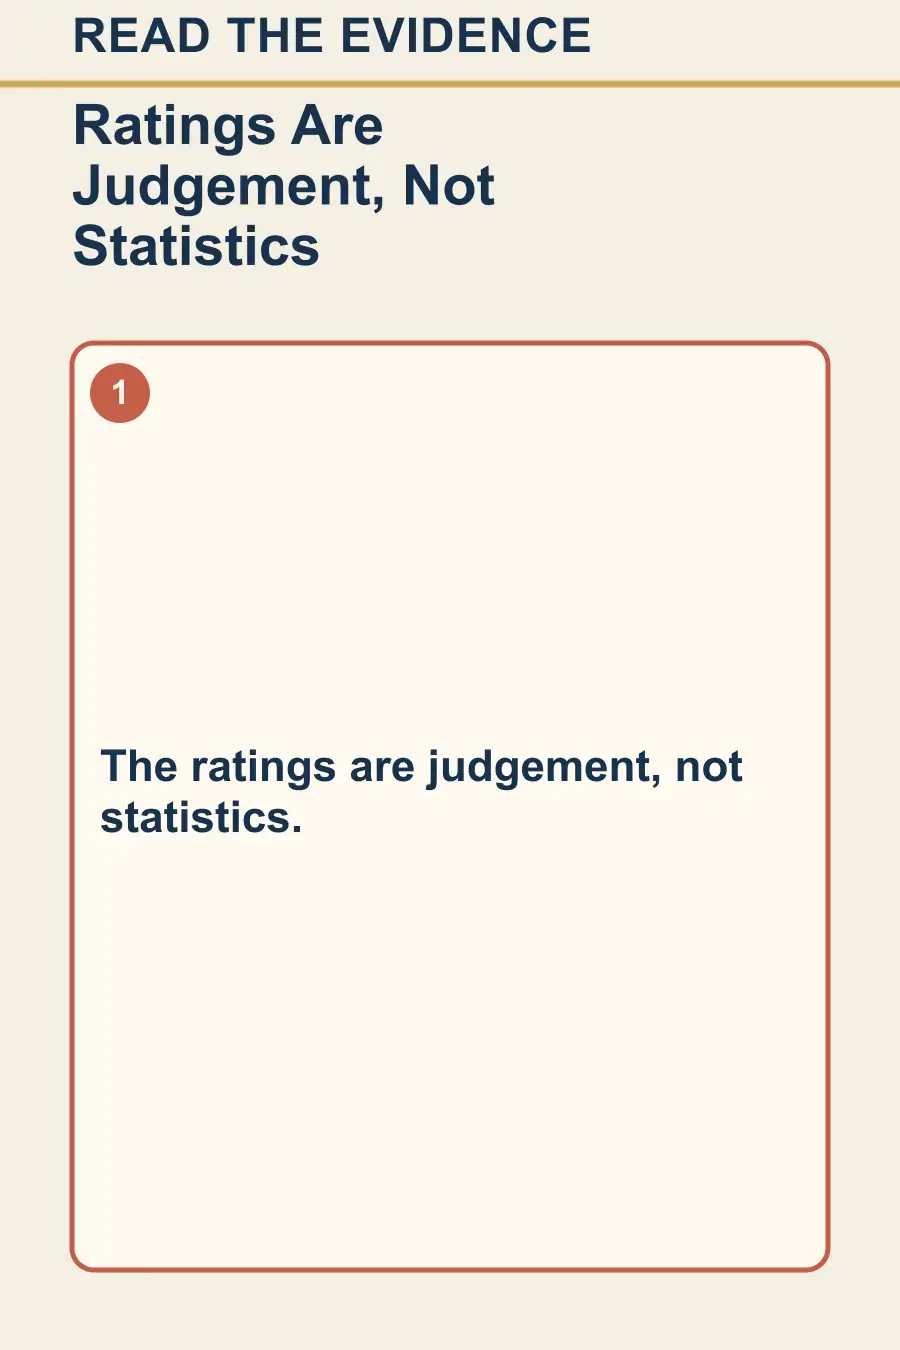 READ THE EVIDENCE
Ratings Are
Judgement, Not
Statistics
1
The ratings are judgement, not
statistics.